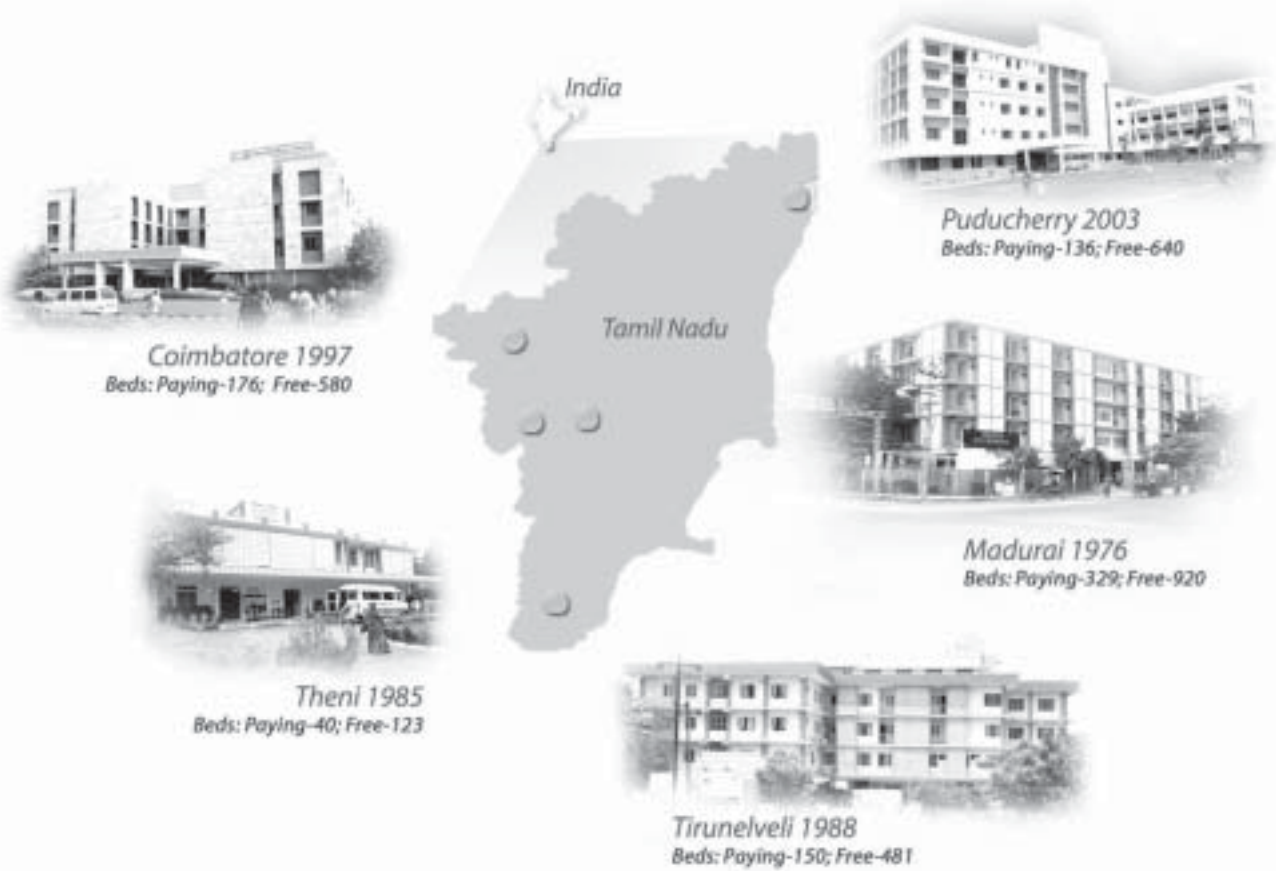 India
Puducherry 2003
Beds: Paying-136; Free-640
Tamil Nadu
Coimbatore 1997
Beds: Paying-176; Free-580
Madurai 1976
Beds: Paying-329; Free-920
Theni 1985
Beds: Paying-40; Free-123
Tirunelveli 1988
Beds: Paying-150; Free-481